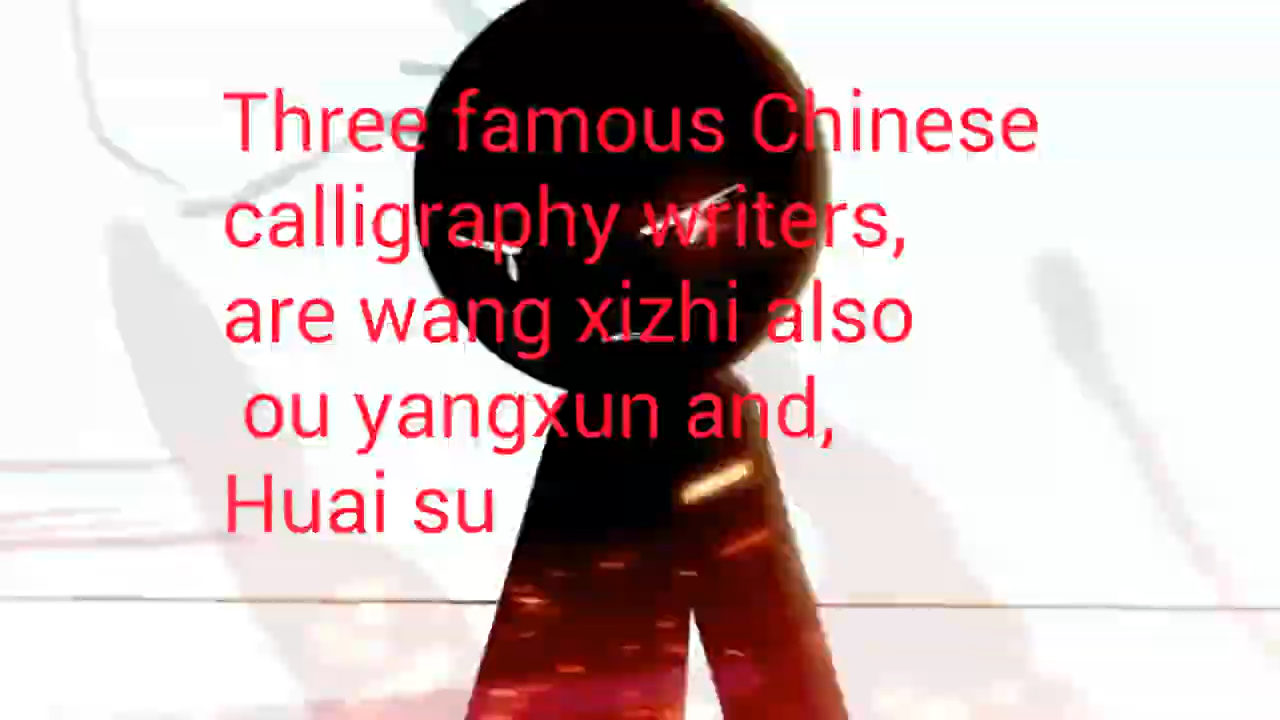 Three famous Chinese
calligraphy writers,
are wang xizhi also
ou yangxun and,
Huai su